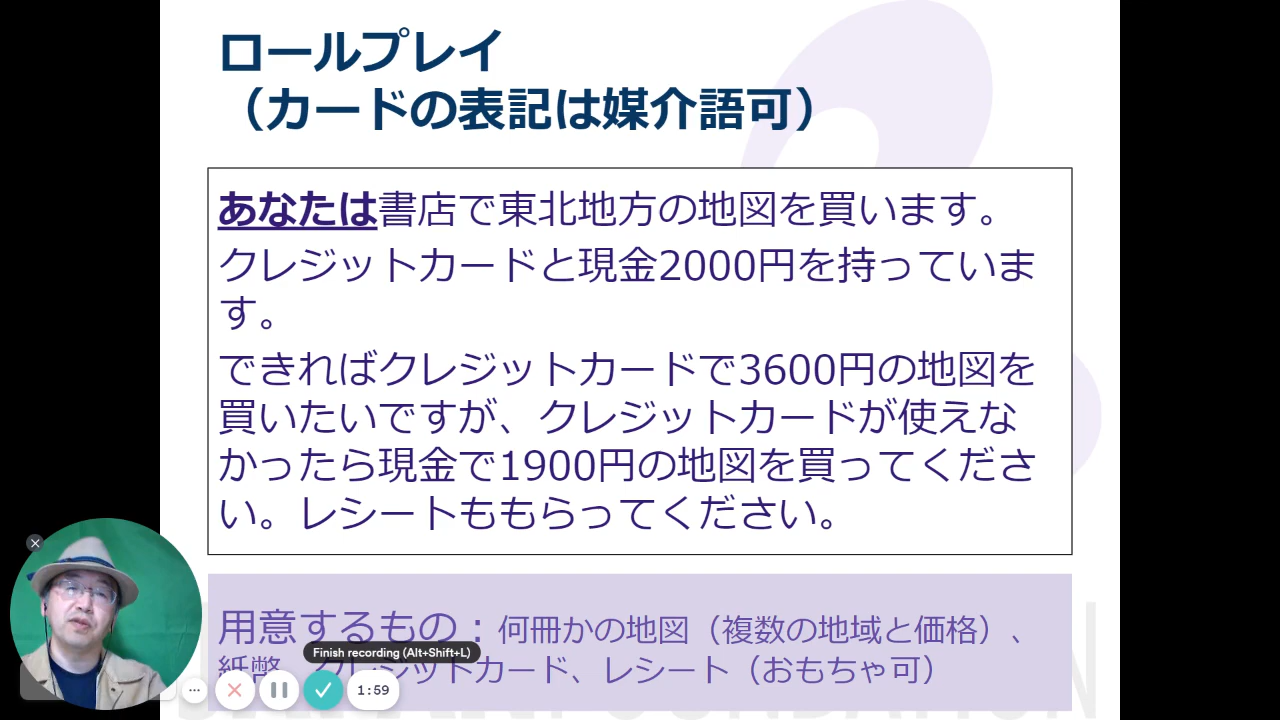 ロールプレイ
（カードの表記は媒介語可）
あなたは書店で東北地方の地図を買います。
クレジットカードと現金2000円を持っていま
す。
できればクレジットカードで3600円の地図を
買いたいですが、クレジットカードが使えな
かったら現金で1900円の地図を買ってくださ
い。レシートももらってください。
用意するもの：何冊かの地図（複数の地域と価格）、
紙幣、クレジットカード、レシート（おもちゃ可）
Finish recording (Alt+Shift+L)
1:59